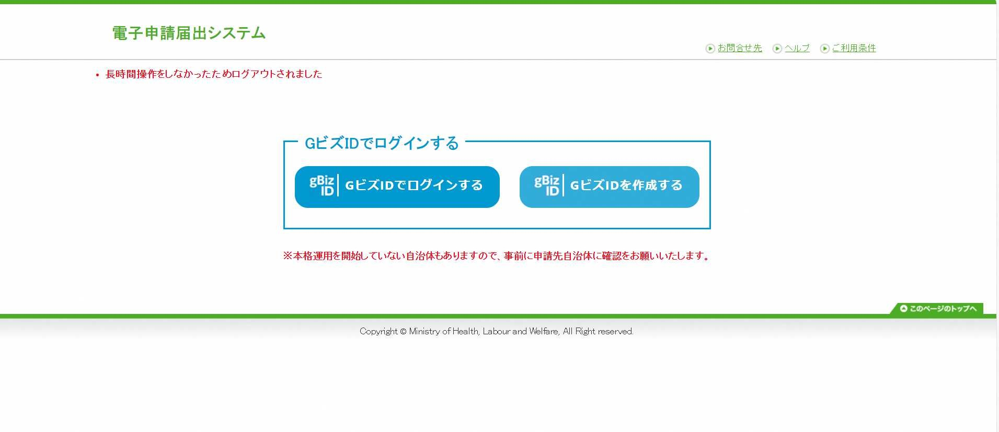 電子申請届出システム
お問合せ先 ヘルプ ご利用条件
• 長時間操作をしなかったためログアウトされました
GビズIDでログインする
gBiz ID GビズIDでログインする
gBiz ID GビズIDを作成する
※本格運用を開始していない自治体もありますので、事前に申請先自治体に確認をお願いいたします。
このページのトップへ
Copyright © Ministry of Health, Labour and Welfare, All Right reserved.